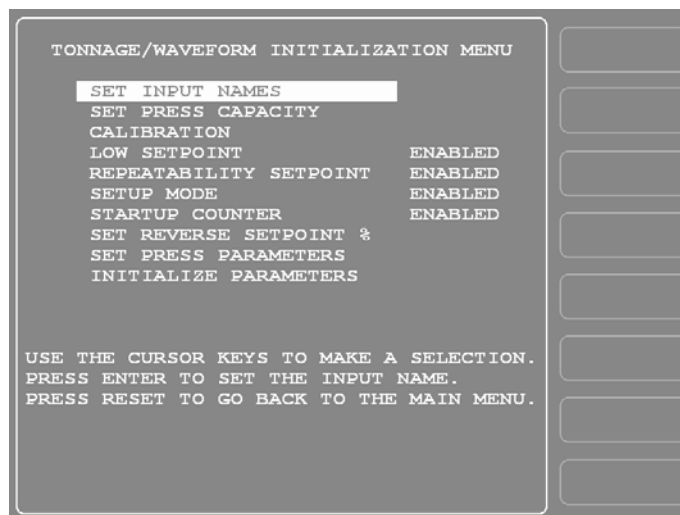 TONNAGE/WAVEFORM INITIALIZATION MENU
SET INPUT NAMES
SET PRESS CAPACITY
CALIBRATION
LOW SETPOINT ENABLED
REPEATABILITY SETPOINT ENABLED
SETUP MODE ENABLED
STARTUP COUNTER ENABLED
SET REVERSE SETPOINT %
SET PRESS PARAMETERS
INITIALIZE PARAMETERS
USE THE CURSOR KEYS TO MAKE A SELECTION.
PRESS ENTER TO SET THE INPUT NAME.
PRESS RESET TO GO BACK TO THE MAIN MENU.